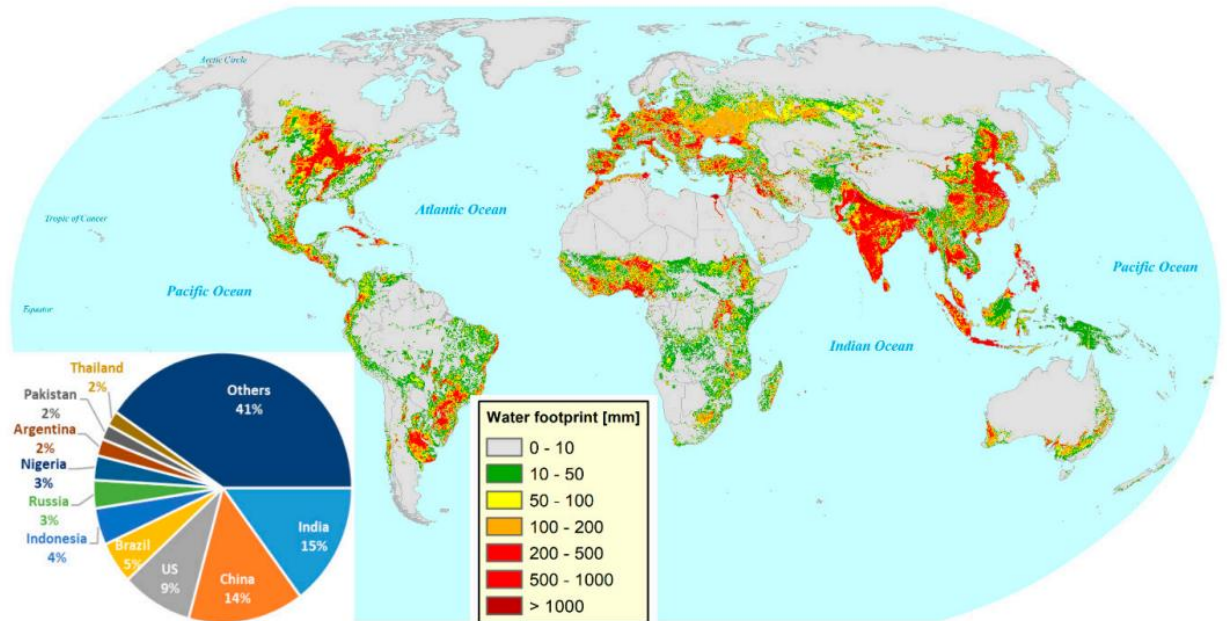 Arctic Circle
Tropic of Cancer
Atlantic Ocean
Pacific Ocean
Pacific Ocean
Equator
Indian Ocean
Thailand
2%
Pakistan
2%
Argentina
2%
Nigeria
3%
Russia
3%
Indonesia
4%
Brazil
5%
US
9%
China
14%
India
15%
Others
41%
Water footprint [mm]
0 - 10
10 - 50
50 - 100
100 - 200
200 - 500
500 - 1000
> 1000